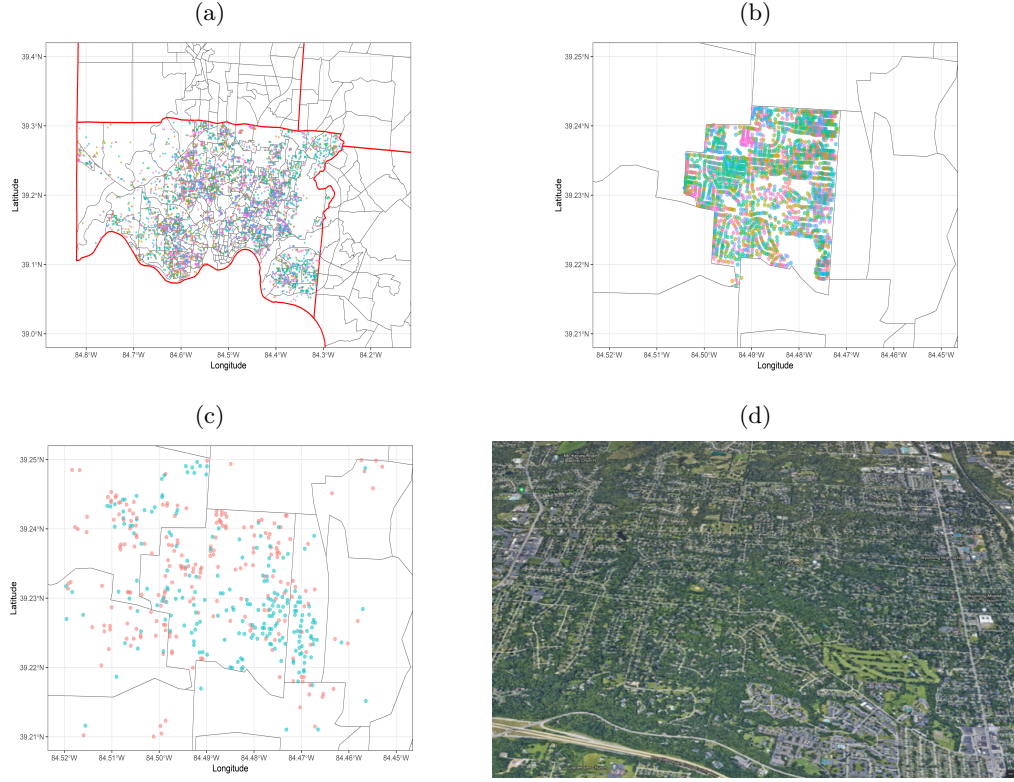 (a)
(b)
39.4°N
39.3°N
39.2°N
39.1°N
39.0°N
Latitude
84.8°W 84.7°W 84.6°W 84.5°W 84.4°W 84.3°W 84.2°W
Longitude
39.25°N
39.24°N
39.23°N
39.22°N
39.21°N
Latitude
84.52°W 84.51°W 84.50°W 84.49°W 84.48°W 84.47°W 84.46°W 84.45°W
Longitude
(c)
(d)
39.25°N
39.24°N
39.23°N
39.22°N
39.21°N
Latitude
84.52°W 84.51°W 84.50°W 84.49°W 84.48°W 84.47°W 84.46°W 84.45°W
Longitude